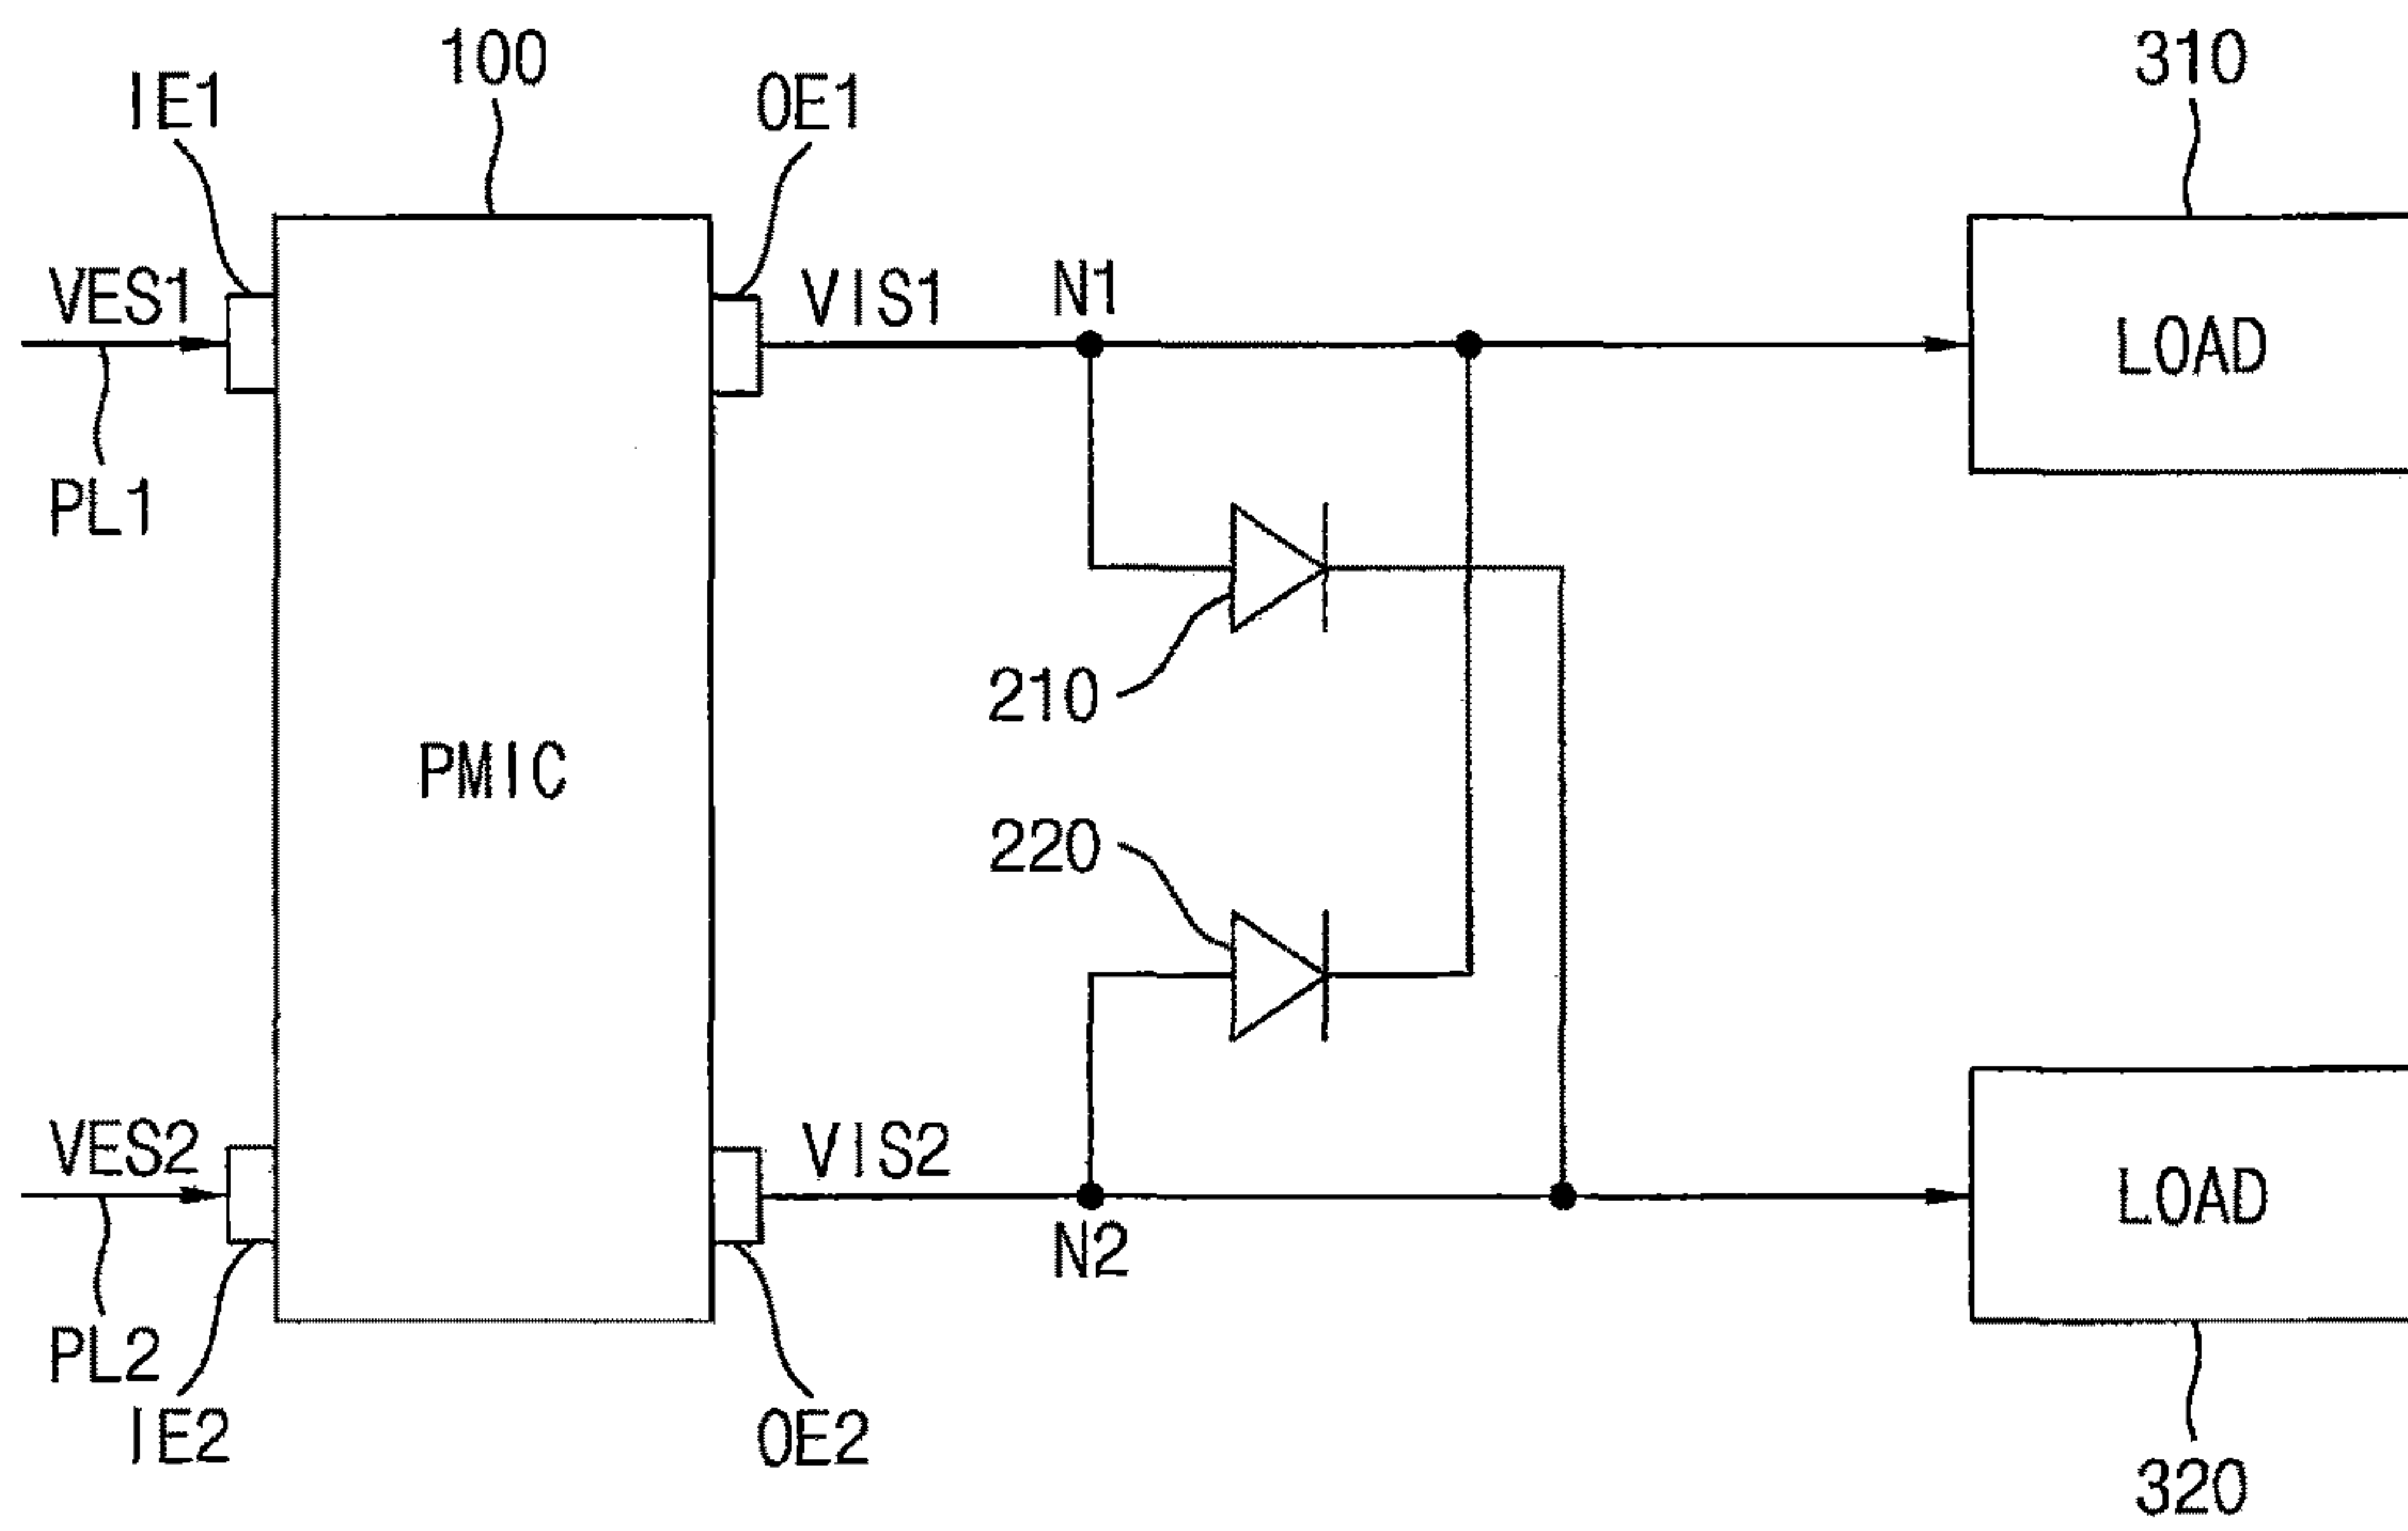 100
310
IE1
OE1
VES1
VIS1
N1
LOAD
PL1
210
PMIC
220
VES2
VIS2
LOAD
N2
PL2
IE2
OE2
320